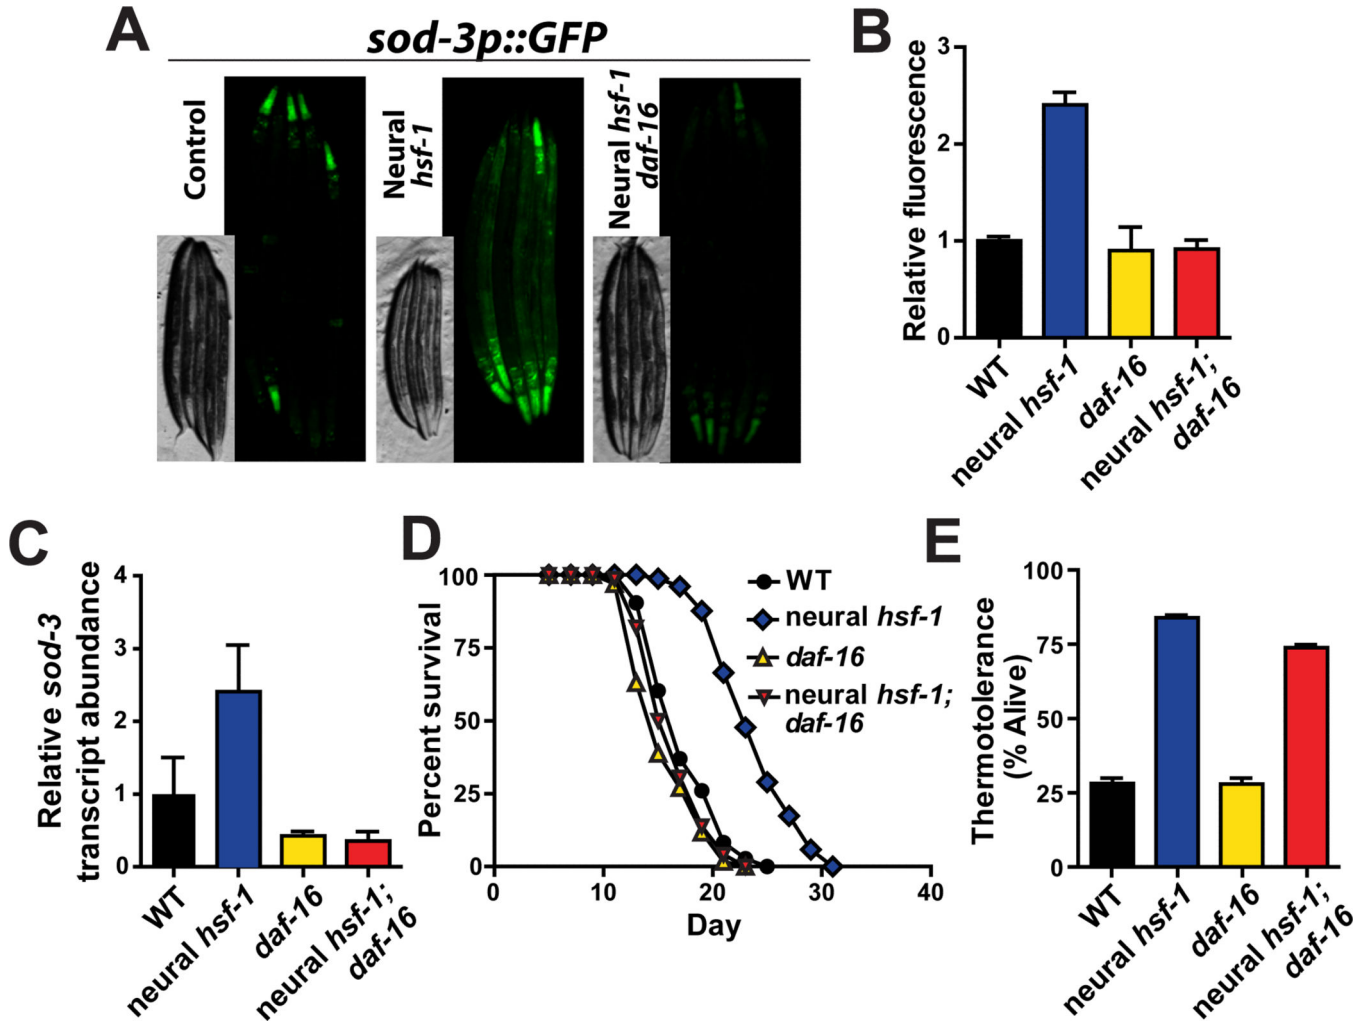 A
sod-3p::GFP
Control
Neural
hsf-1
Neural hsf-1
daf-16
B
Relative fluorescence
3
2
1
0
WT
neural hsf-1
daf-16
neural hsf-1;
daf-16
C
Relative sod-3
transcript abundance
4
3
2
1
0
WT
neural hsf-1
daf-16
neural hsf-1;
daf-16
D
Percent survival
100
75
50
25
0
0
10
20
30
40
Day
WT
neural hsf-1
daf-16
neural hsf-1;
daf-16
E
Thermotolerance
(% Alive)
100
75
50
25
0
WT
neural hsf-1
daf-16
neural hsf-1;
daf-16